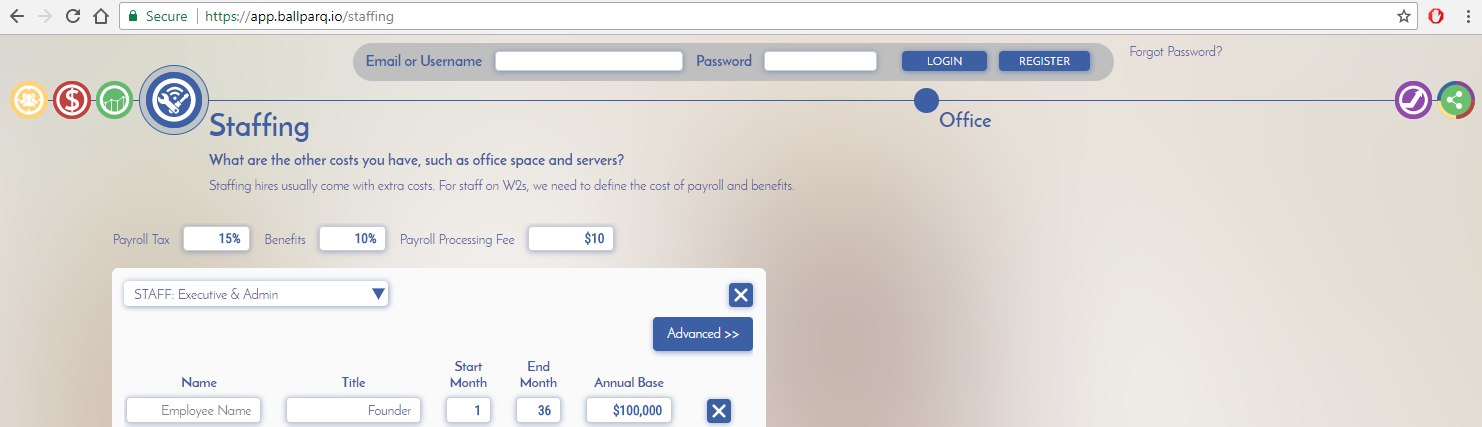 Secure https://app.ballparq.io/staffing
Email or Username Password LOGIN REGISTER Forgot Password?
Staffing
Office
What are the other costs you have, such as office space and servers?
Staffing hires usually come with extra costs. For staff on W2s, we need to define the cost of payroll and benefits.
Payroll Tax 15% Benefits 10% Payroll Processing Fee $10
STAFF: Executive & Admin
Advanced >>
Name Title Start Month End Month Annual Base
Employee Name Founder 1 36 $100,000